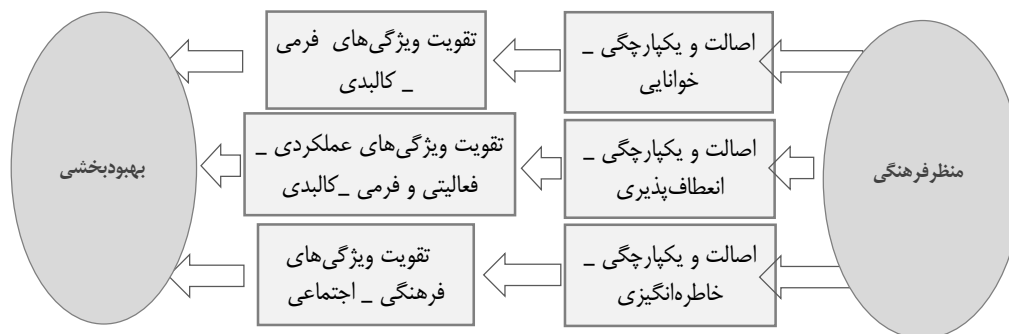 منظرفرهنگی
اصالت و یکپارچگی _
خوانایی
تقویت ویژگی‌های فرمی
_ کالبدی
اصالت و یکپارچگی _
انعطاف‌پذیری
تقویت ویژگی‌های عملکردی _
فعالیتی و فرمی _کالبدی
اصالت و یکپارچگی _
خاطره‌انگیزی
تقویت ویژگی‌های
فرهنگی _ اجتماعی
بهبودبخشی